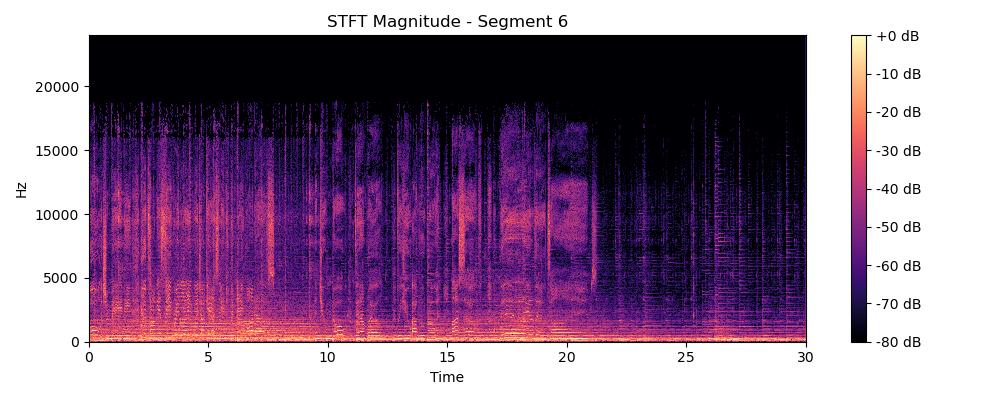 STFT Magnitude - Segment 6
Hz
20000
15000
10000
5000
0
0 5 10 15 20 25 30
Time
+0 dB
-10 dB
-20 dB
-30 dB
-40 dB
-50 dB
-60 dB
-70 dB
-80 dB